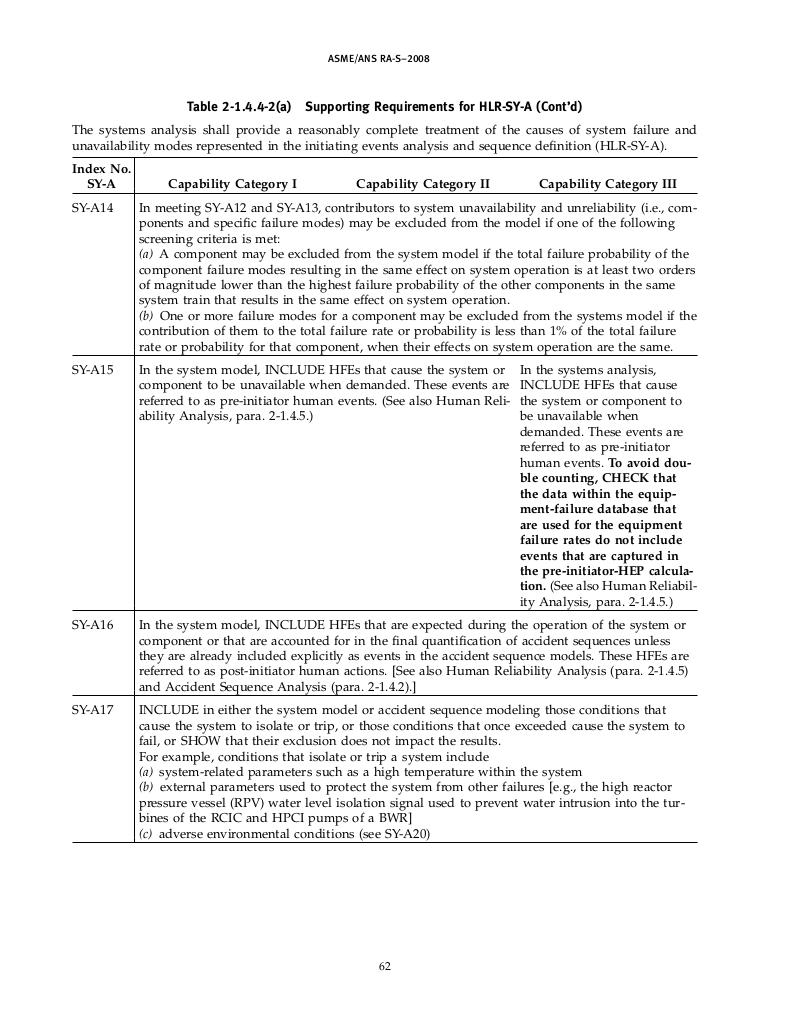 ASME/ANS RA-S–2008
Table 2-1.4.4-2(a) Supporting Requirements for HLR-SY-A (Cont'd)
The systems analysis shall provide a reasonably complete treatment of the causes of system failure and
unavailability modes represented in the initiating events analysis and sequence definition (HLR-SY-A).
Index No.
SY-A Capability Category I Capability Category II Capability Category III
SY-A14 In meeting SY-A12 and SY-A13, contributors to system unavailability and unreliability (i.e., com-
ponents and specific failure modes) may be excluded from the model if one of the following
screening criteria is met:
(a) A component may be excluded from the system model if the total failure probability of the
component failure modes resulting in the same effect on system operation is at least two orders
of magnitude lower than the highest failure probability of the other components in the same
system train that results in the same effect on system operation.
(b) One or more failure modes for a component may be excluded from the systems model if the
contribution of them to the total failure rate or probability is less than 1% of the total failure
rate or probability for that component, when their effects on system operation are the same.
SY-A15 In the system model, INCLUDE HFEs that cause the system or
component to be unavailable when demanded. These events are
referred to as pre-initiator human events. (See also Human Reli-
ability Analysis, para. 2-1.4.5.)
In the systems analysis,
INCLUDE HFEs that cause
the system or component to
be unavailable when
demanded. These events are
referred to as pre-initiator
human events. To avoid dou-
ble counting, CHECK that
the data within the equip-
ment-failure database that
are used for the equipment
failure rates do not include
events that are captured in
the pre-initiator-HEP calcula-
tion. (See also Human Reliabil-
ity Analysis, para. 2-1.4.5.)
SY-A16 In the system model, INCLUDE HFEs that are expected during the operation of the system or
component or that are accounted for in the final quantification of accident sequences unless
they are already included explicitly as events in the accident sequence models. These HFEs are
referred to as post-initiator human actions. [See also Human Reliability Analysis (para. 2-1.4.5)
and Accident Sequence Analysis (para. 2-1.4.2).]
SY-A17 INCLUDE in either the system model or accident sequence modeling those conditions that
cause the system to isolate or trip, or those conditions that once exceeded cause the system to
fail, or SHOW that their exclusion does not impact the results.
For example, conditions that isolate or trip a system include
(a) system-related parameters such as a high temperature within the system
(b) external parameters used to protect the system from other failures [e.g., the high reactor
pressure vessel (RPV) water level isolation signal used to prevent water intrusion into the tur-
bines of the RCIC and HPCI pumps of a BWR]
(c) adverse environmental conditions (see SY-A20)
62